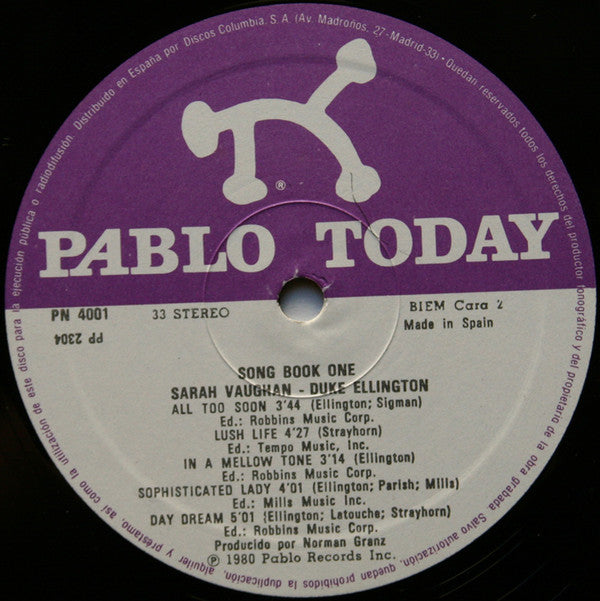 Distribuido en España por Discos Columbia, S. A. (Av. Madroños, 27-Madrid-33) • Quedan reservados todos los derechos del productor fonográfico y del propietario de la obra grabada. Salvo autorización, quedan prohibidos la duplicación, alquiler y préstamo, así como la utilización de este disco para la ejecución pública o radiodifusión.
®
PABLO TODAY
PN 4001 33 STEREO BIEM Cara 2
PP 2304 Made in Spain
SONG BOOK ONE
SARAH VAUGHAN - DUKE ELLINGTON
ALL TOO SOON 3'44 (Ellington; Sigman)
Ed.: Robbins Music Corp.
LUSH LIFE 4'27 (Strayhorn)
Ed.: Tempo Music, Inc.
IN A MELLOW TONE 3'14 (Ellington)
Ed.: Robbins Music Corp.
SOPHISTICATED LADY 4'01 (Ellington; Parish; Mills)
Ed.: Mills Music Inc.
DAY DREAM 5'01 (Ellington; Latouche; Strayhorn)
Ed.: Robbins Music Corp.
Producido por Norman Granz
Ⓟ 1980 Pablo Records Inc.